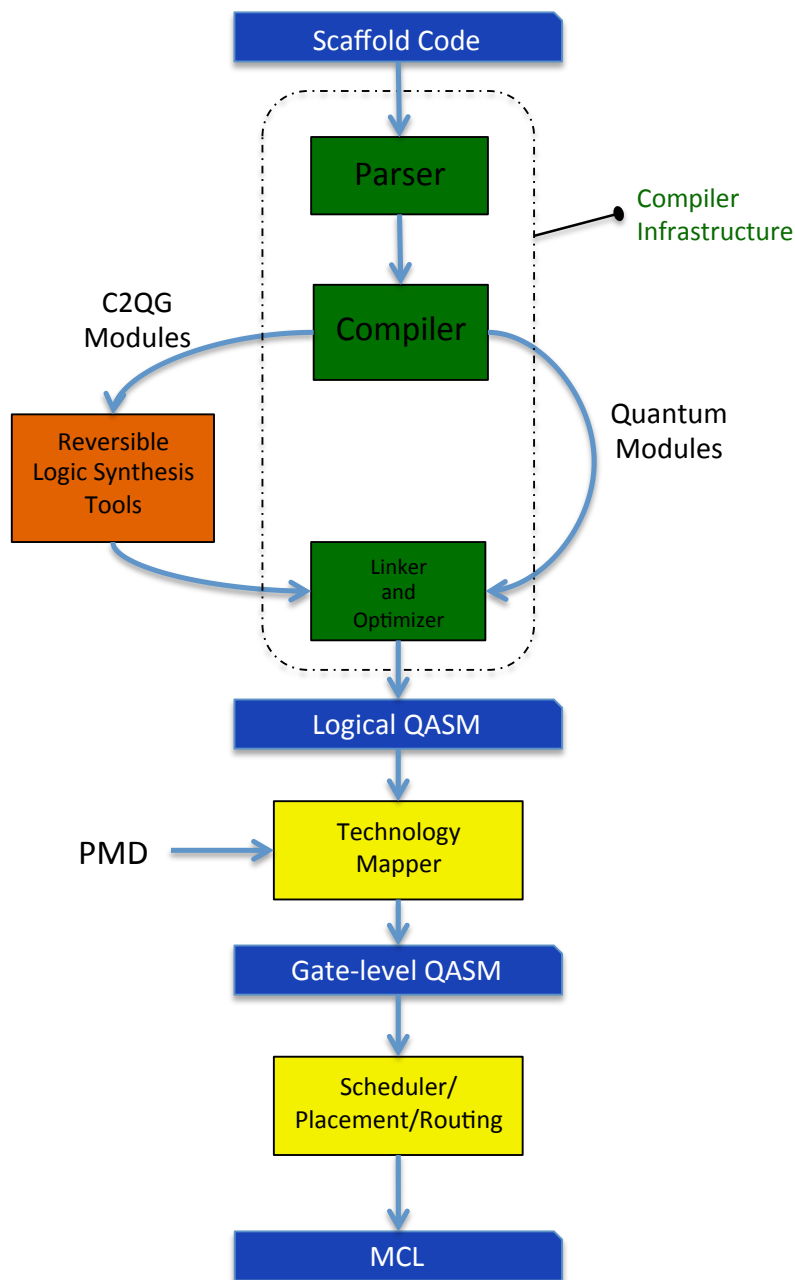 Scaffold Code
Parser
Compiler
Infrastructure
C2QG
Modules
Compiler
Quantum
Modules
Reversible
Logic Synthesis
Tools
Linker
and
Optimizer
Logical QASM
Technology
Mapper
PMD
Gate-level QASM
Scheduler/
Placement/Routing
MCL